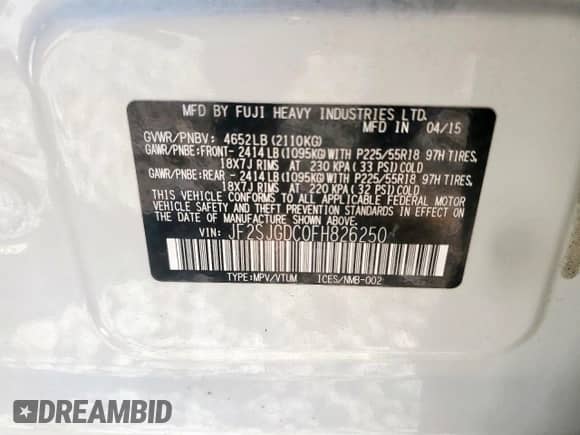 MFD BY FUJI HEAVY INDUSTRIES LTD.
MFD IN 04/15
GVWR/PNBV: 4652LB (2110KG)
GAWR/PNBE:FRONT- 2414LB(1095KG)WITH P225/55R18 97H TIRES,
18X7J RIMS AT 230 KPA( 33 PSI)COLD
GAWR/PNBE:REAR - 2414LB(1095KG)WITH P225/55R18 97H TIRES,
18X7J RIMS AT 220 KPA( 32 PSI)COLD
THIS VEHICLE CONFORMS TO ALL APPLICABLE FEDERAL MOTOR
VEHICLE SAFETY AND THEFT PREVENTION STANDARDS IN EFFECT
ON THE DATE OF MANUFACTURE SHOWN ABOVE.
VIN: JF2SJGDC0FH826250
TYPE:MPV/VTUM ICES/NMB-002
DREAMBID